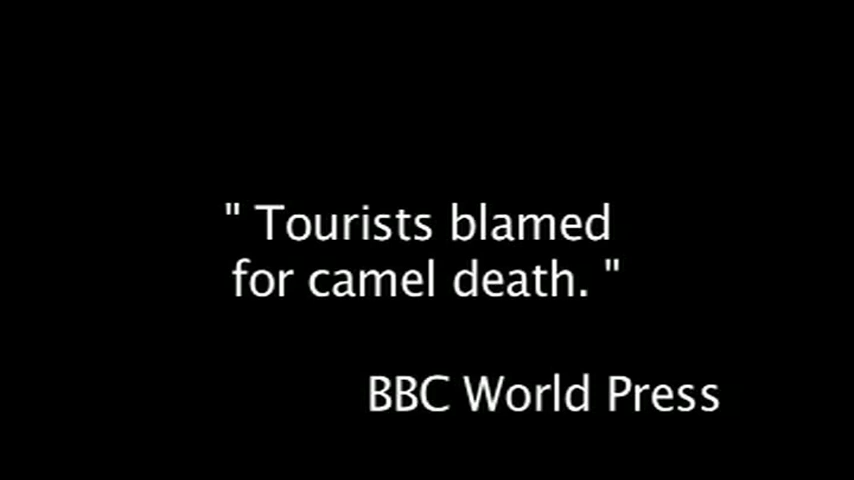 " Tourists blamed
for camel death. "
BBC World Press